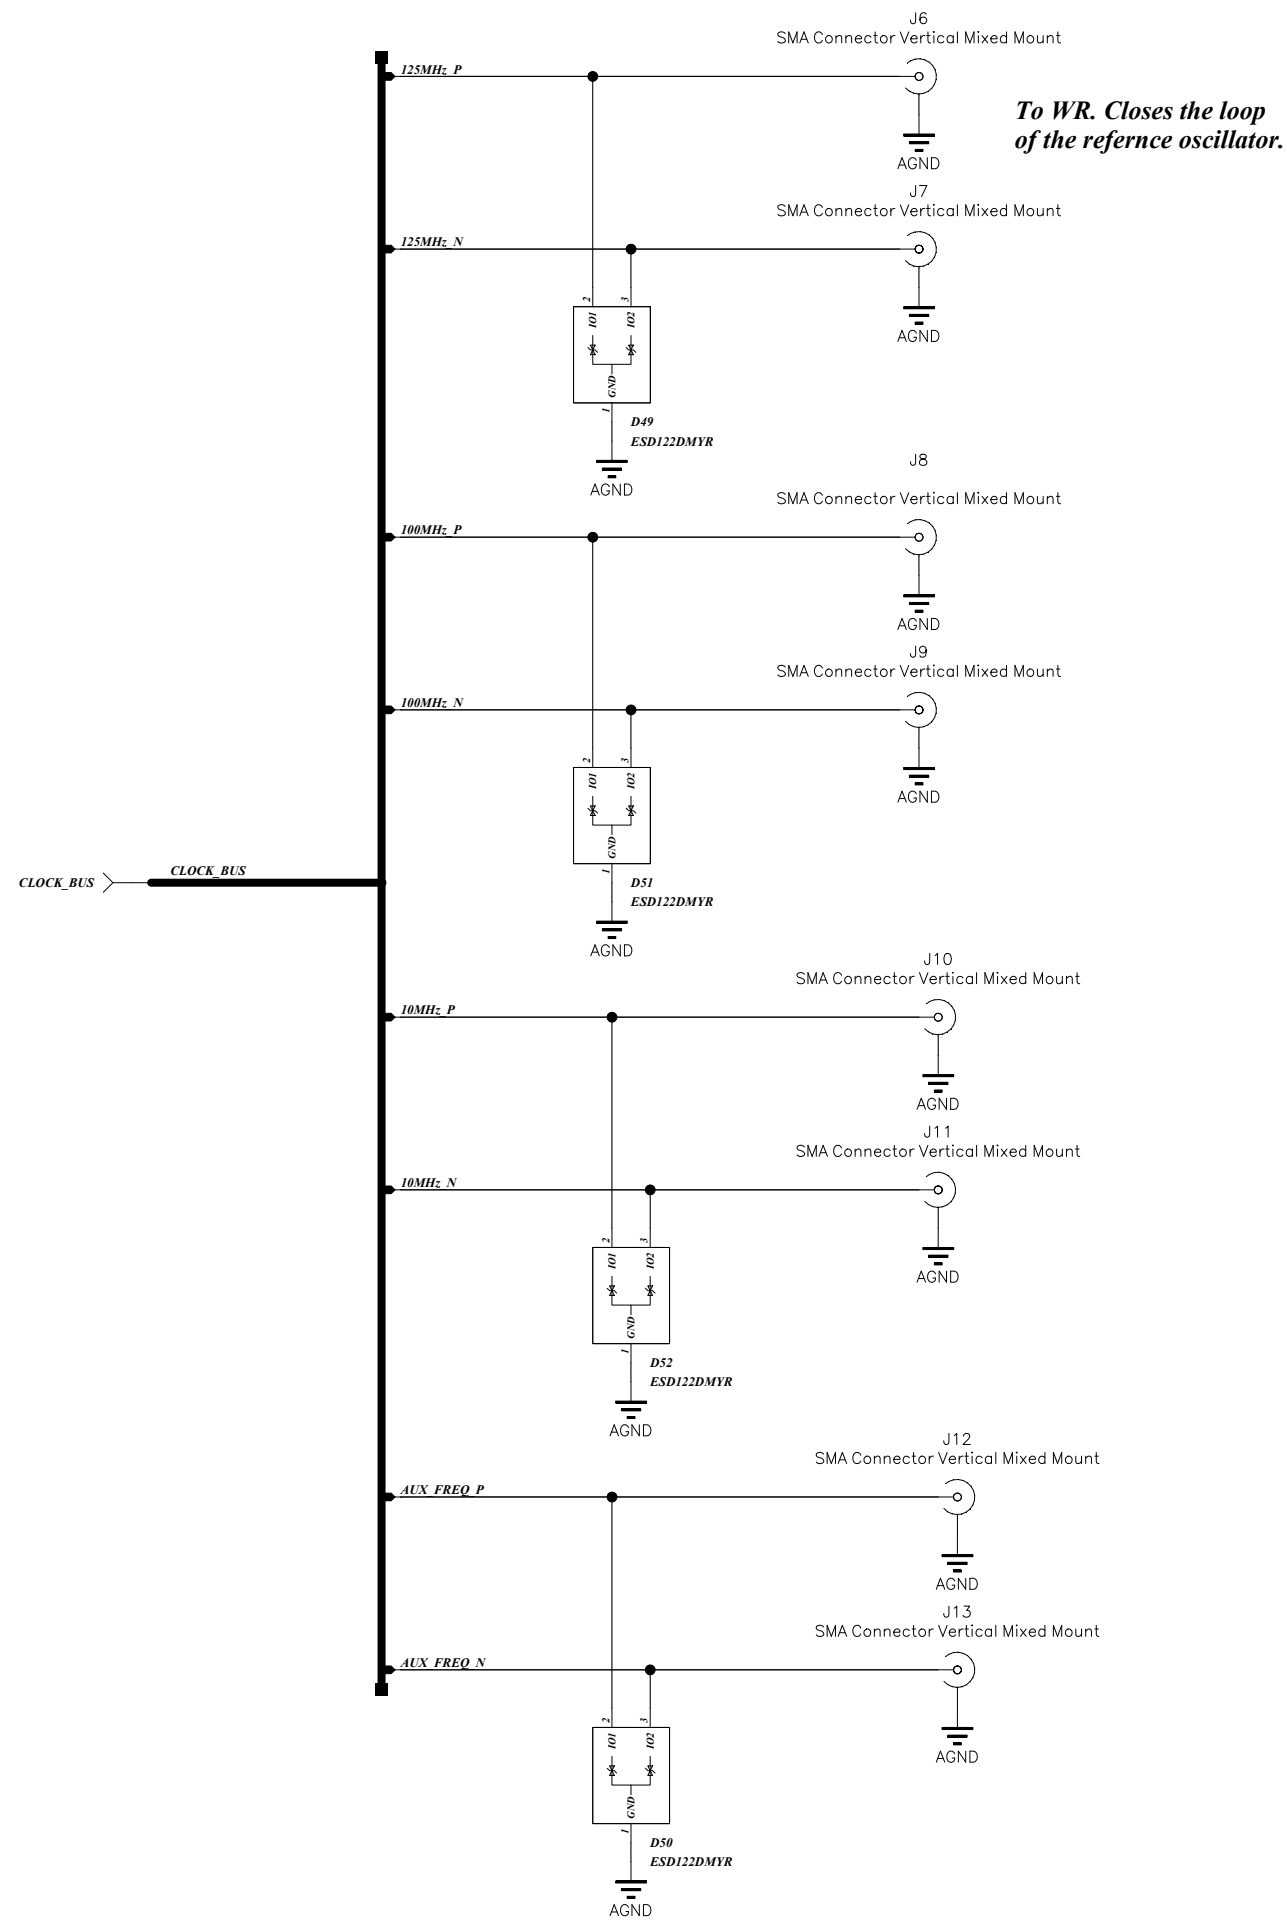 J6
SMA Connector Vertical Mixed Mount
125MHz_P
To WR. Closes the loop
of the refernce oscillator.
AGND
J7
SMA Connector Vertical Mixed Mount
125MHz_N
AGND
2 3
IO1 IO2
GND
1
D49
ESD122DMYR
AGND
J8
SMA Connector Vertical Mixed Mount
100MHz_P
AGND
J9
SMA Connector Vertical Mixed Mount
100MHz_N
AGND
2 3
IO1 IO2
GND
1
D51
ESD122DMYR
AGND
CLOCK_BUS
CLOCK_BUS
J10
SMA Connector Vertical Mixed Mount
10MHz_P
AGND
J11
SMA Connector Vertical Mixed Mount
10MHz_N
AGND
2 3
IO1 IO2
GND
1
D52
ESD122DMYR
AGND
J12
SMA Connector Vertical Mixed Mount
AUX_FREQ_P
AGND
J13
SMA Connector Vertical Mixed Mount
AUX_FREQ_N
AGND
2 3
IO1 IO2
GND
1
D50
ESD122DMYR
AGND